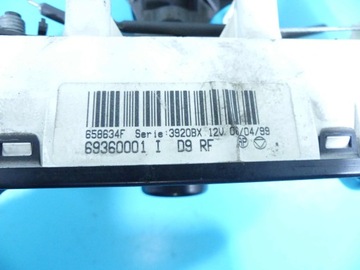 658634F Serie:3920BX 12V 06/04/99
69360001 I D9 RF